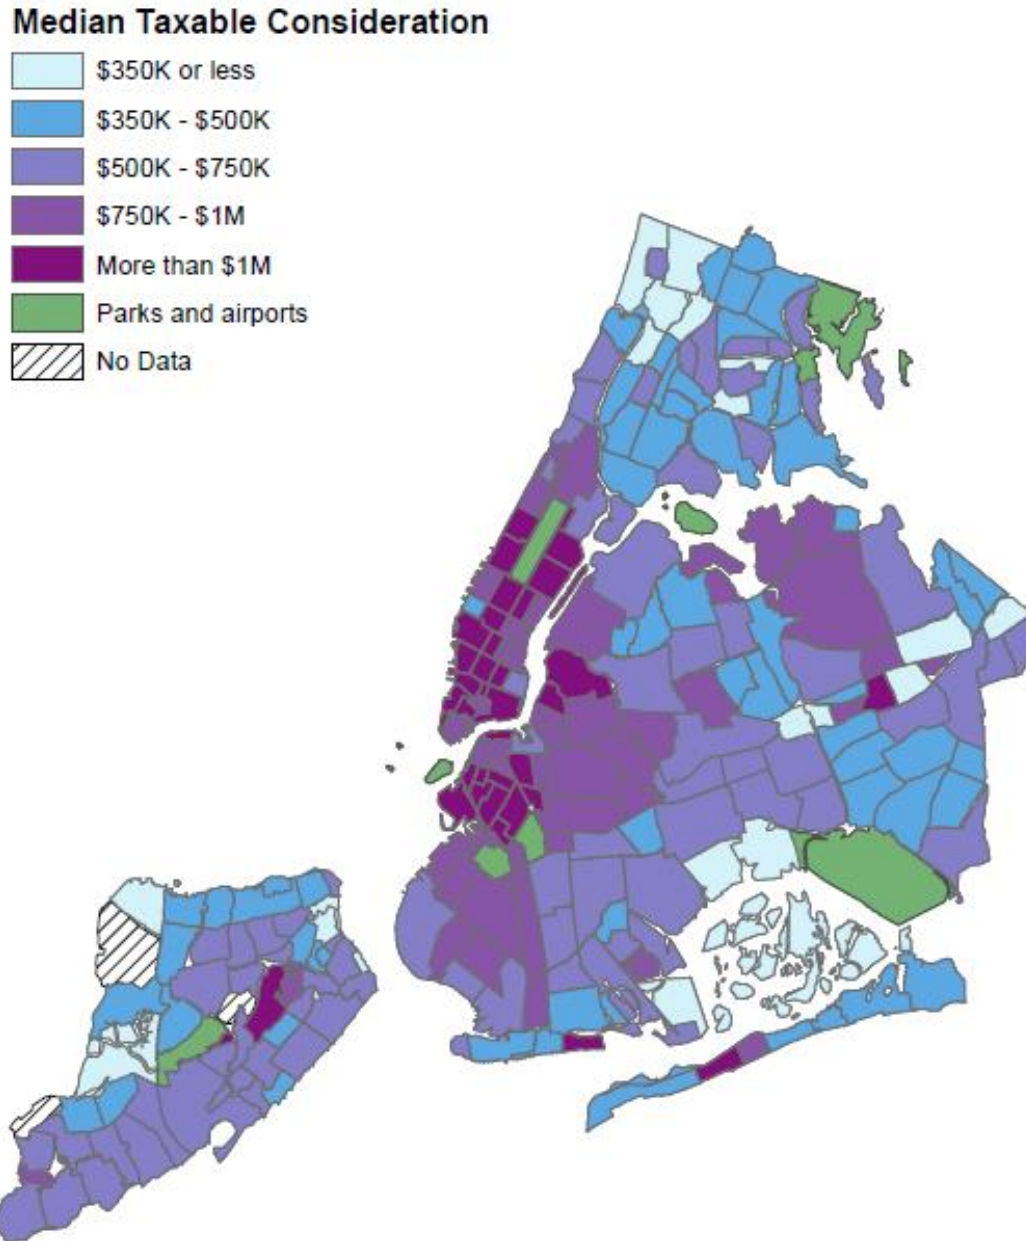 Median Taxable Consideration
$350K or less
$350K - $500K
$500K - $750K
$750K - $1M
More than $1M
Parks and airports
No Data